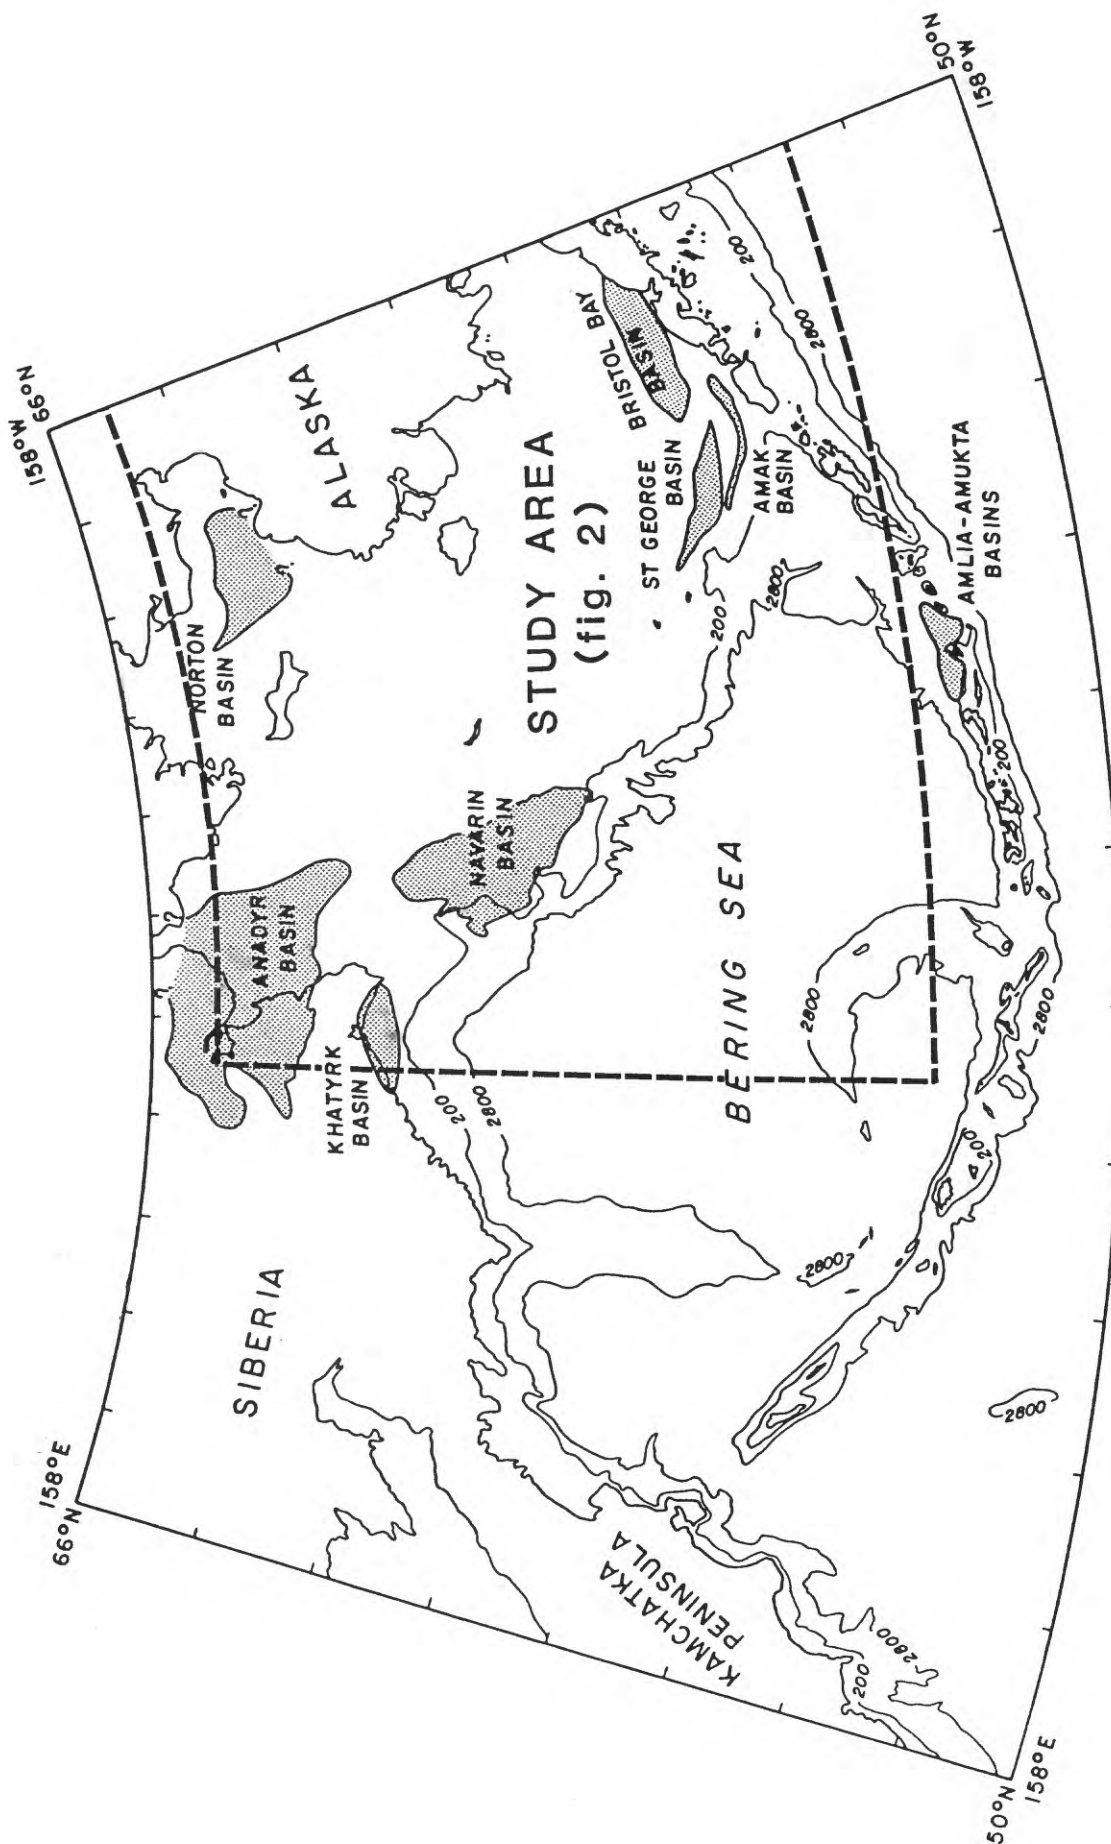 158°W
66°N
158°E
66°N
50°N
158°W
50°N
158°E
ALASKA
SIBERIA
KAMCHATKA
PENINSULA
BERING SEA
STUDY AREA
(fig. 2)
NORTON
BASIN
ANADYR
BASIN
KHATYRK
BASIN
NAVARIN
BASIN
ST GEORGE
BASIN
BRISTOL BAY
BASIN
AMAK
BASIN
AMLIA-AMUKTA
BASINS
200
2800
200
2800
200
2800
200
2800
2800
200
2800
2800
2800
200